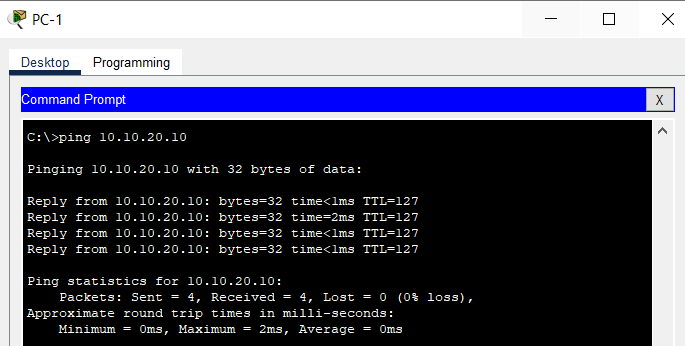 PC-1
Desktop Programming
Command Prompt X
C:\>ping 10.10.20.10
Pinging 10.10.20.10 with 32 bytes of data:
Reply from 10.10.20.10: bytes=32 time<1ms TTL=127
Reply from 10.10.20.10: bytes=32 time=2ms TTL=127
Reply from 10.10.20.10: bytes=32 time<1ms TTL=127
Reply from 10.10.20.10: bytes=32 time<1ms TTL=127
Ping statistics for 10.10.20.10:
    Packets: Sent = 4, Received = 4, Lost = 0 (0% loss),
Approximate round trip times in milli-seconds:
    Minimum = 0ms, Maximum = 2ms, Average = 0ms